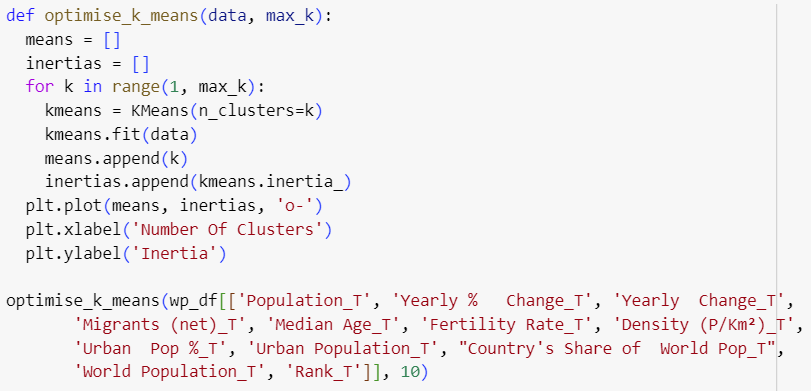 def optimise_k_means(data, max_k):
  means = []
  inertias = []
  for k in range(1, max_k):
    kmeans = KMeans(n_clusters=k)
    kmeans.fit(data)
    means.append(k)
    inertias.append(kmeans.inertia_)
  plt.plot(means, inertias, 'o-')
  plt.xlabel('Number Of Clusters')
  plt.ylabel('Inertia')

optimise_k_means(wp_df[['Population_T', 'Yearly %   Change_T', 'Yearly  Change_T',
       'Migrants (net)_T', 'Median Age_T', 'Fertility Rate_T', 'Density (P/Km²)_T',
       'Urban  Pop %_T', 'Urban Population_T', "Country's Share of  World Pop_T",
       'World Population_T', 'Rank_T']], 10)